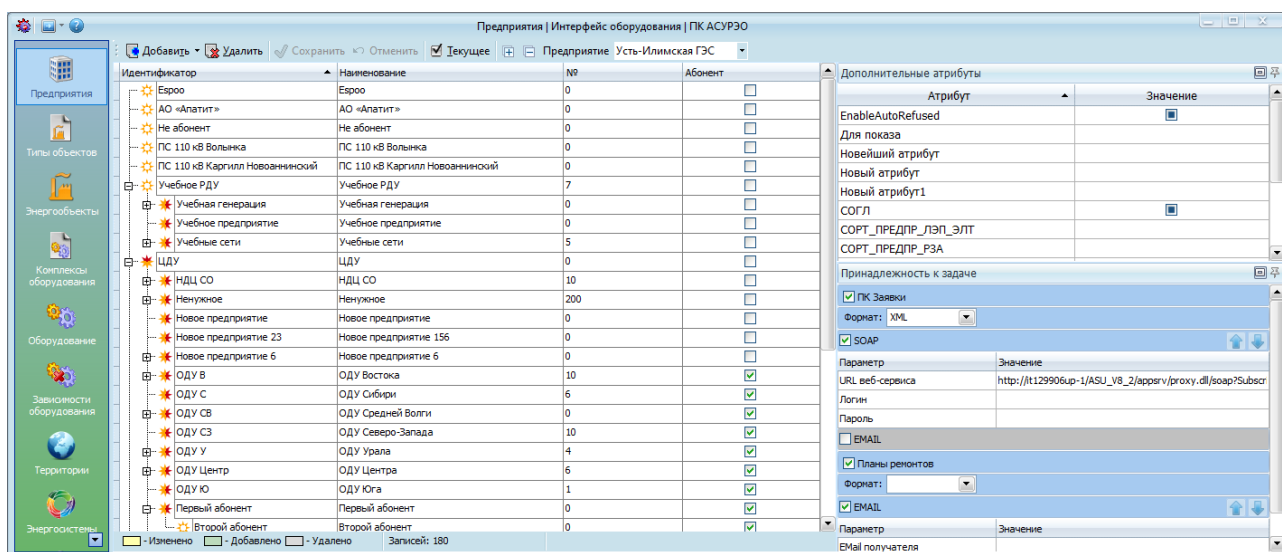 Предприятия | Интерфейс оборудования | ПК АСУРЭО
Добавить Удалить Сохранить Отменить Текущее Предприятие Усть-Илимская ГЭС
Предприятия
Типы объектов
Энергообъекты
Комплексы
оборудования
Оборудование
Зависимости
оборудования
Территории
Энергосистемы
Идентификатор Наименование № Абонент
Espoo Espoo 0
АО «Апатит» АО «Апатит» 0
Не абонент Не абонент 0
ПС 110 кВ Волынка ПС 110 кВ Волынка 0
ПС 110 кВ Каргилл Новоаннинский ПС 110 кВ Каргилл Новоаннинский 0
Учебное РДУ Учебное РДУ 7
Учебная генерация Учебная генерация 0
Учебное предприятие Учебное предприятие 0
Учебные сети Учебные сети 5
ЦДУ ЦДУ 0
НДЦ СО НДЦ СО 10
Ненужное Ненужное 200
Новое предприятие Новое предприятие 0
Новое предприятие 23 Новое предприятие 156 0
Новое предприятие 6 Новое предприятие 6 0
ОДУ В ОДУ Востока 10
ОДУ С ОДУ Сибири 6
ОДУ СВ ОДУ Средней Волги 0
ОДУ СЗ ОДУ Северо-Запада 10
ОДУ У ОДУ Урала 4
ОДУ Центр ОДУ Центра 6
ОДУ Ю ОДУ Юга 1
Первый абонент Первый абонент 0
Второй абонент Второй абонент 0
- Изменено - Добавлено - Удалено Записей: 180
Дополнительные атрибуты
Атрибут Значение
EnableAutoRefused
Для показа
Новейший атрибут
Новый атрибут
Новый атрибут1
СОГЛ
СОРТ_ПРЕДПР_ЛЭП_ЭЛТ
СОРТ_ПРЕДПР_РЗА
Принадлежность к задаче
ПК Заявки
Формат: XML
SOAP
Параметр Значение
URL веб-сервиса http://it129906up-1/ASU_V8_2/appsrv/proxy.dll/soap?Subscri
Логин
Пароль
EMAIL
Планы ремонтов
Формат:
EMAIL
Параметр Значение
EMail получателя